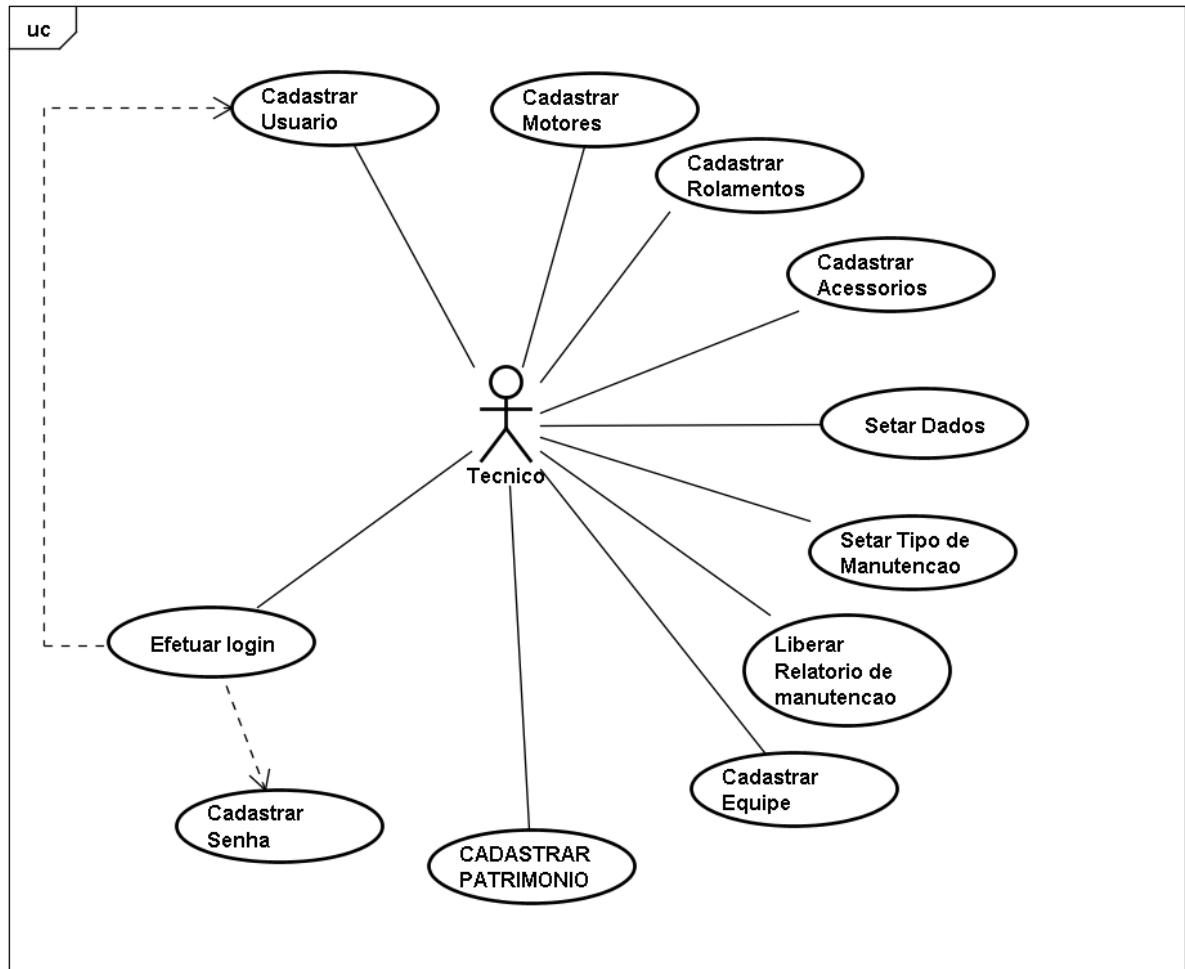 uc
Cadastrar
Usuario
Cadastrar
Motores
Cadastrar
Rolamentos
Cadastrar
Acessorios
Setar Dados
Tecnico
Setar Tipo de
Manutencao
Efetuar login
Liberar
Relatorio de
manutencao
Cadastrar
Equipe
Cadastrar
Senha
CADASTRAR
PATRIMONIO